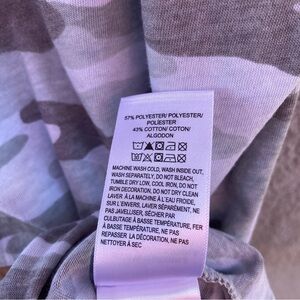 57% POLYESTER/ POLYESTER/
POLIESTER
43% COTTON/ COTON/
ALGODON
MACHINE WASH COLD, WASH INSIDE OUT,
WASH SEPARATELY, DO NOT BLEACH,
TUMBLE DRY LOW, COOL IRON, DO NOT
IRON DECORATION, DO NOT DRY CLEAN
LAVER À LA MACHINE À L'EAU FROIDE,
SUR L'ENVERS, LAVER SÉPARÉMENT, NE
PAS JAVELLISER, SÉCHER PAR
CULBUTAGE À BASSE TEMPÉRATURE, FER
À BASSE TEMPÉRATURE, NE PAS
REPASSER LA DÉCORATION, NE PAS
NETTOYER À SEC